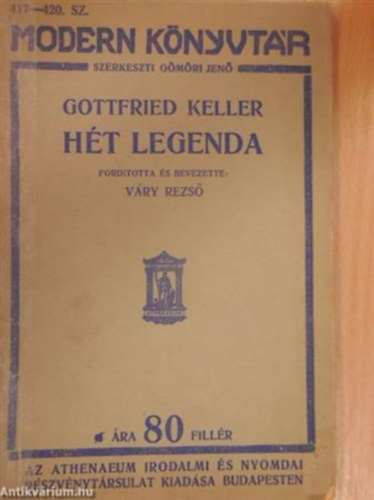 417—420. SZ.
MODERN KÖNYVTÁR
SZERKESZTI GÖMÖRI JENŐ
GOTTFRIED KELLER
HÉT LEGENDA
FORDITOTTA ÉS BEVEZETTE:
VÁRY REZSŐ
ÁRA 80 FILLÉR
AZ ATHENAEUM IRODALMI ÉS NYOMDAI
RÉSZVÉNYTÁRSULAT KIADÁSA BUDAPESTEN
Antikvárium.hu